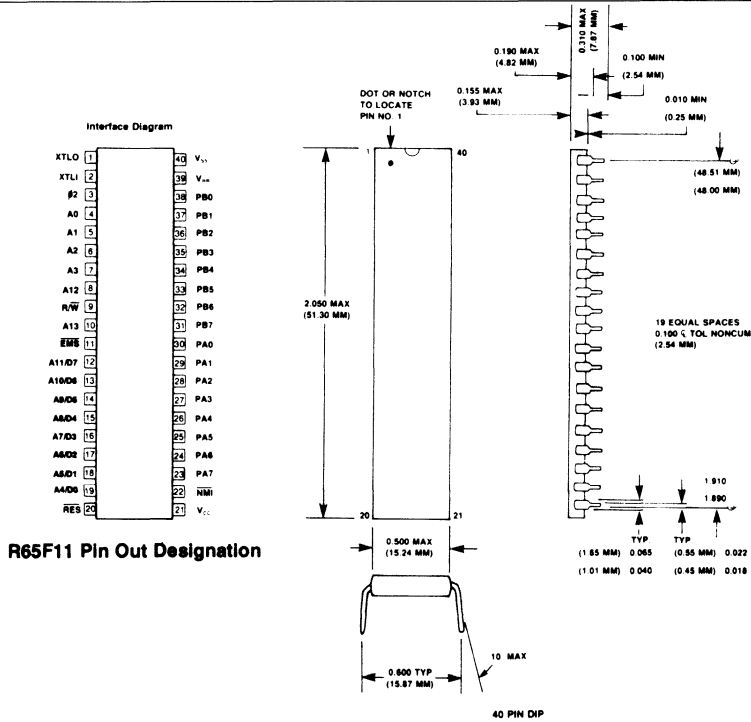 Interface Diagram
XTLO 1
XTLI 2
ø2 3
A0 4
A1 5
A2 6
A3 7
A12 8
R/W̅ 9
A13 10
E̅M̅S̅ 11
A11/D7 12
A10/D6 13
A9/D5 14
A8/D4 15
A7/D3 16
A6/D2 17
A5/D1 18
A4/D0 19
R̅E̅S̅ 20
40 VSS
39
38 PB0
37 PB1
36 PB2
35 PB3
34 PB4
33 PB5
32 PB6
31 PB7
30 PA0
29 PA1
28 PA2
27 PA3
26 PA4
25 PA5
24 PA6
23 PA7
22 N̅M̅I̅
21 VCC
R65F11 Pin Out Designation
DOT OR NOTCH
TO LOCATE
PIN NO. 1
1
40
2.050 MAX
(51.30 MM)
20
21
0.500 MAX
(15.24 MM)
0.600 TYP
(15.87 MM)
10 MAX
40 PIN DIP
0.310 MAX
(7.87 MM)
0.190 MAX
(4.82 MM)
0.100 MIN
(2.54 MM)
0.155 MAX
(3.93 MM)
0.010 MIN
(0.25 MM)
(48.51 MM)
(48.00 MM)
19 EQUAL SPACES
0.100 ℄ TOL NONCUM
(2.54 MM)
1.910
1.890
TYP
(1.65 MM) 0.065
(1.01 MM) 0.040
TYP
(0.55 MM) 0.022
(0.45 MM) 0.018